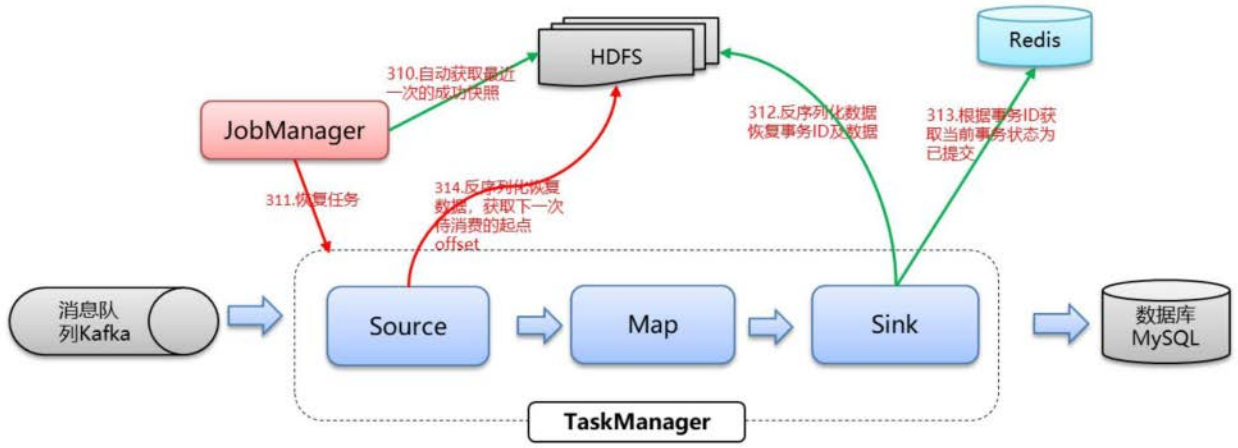 HDFS
Redis
310.自动获取最近
一次的成功快照
JobManager
312.反序列化数据
恢复事务ID及数据
313.根据事务ID获
取当前事务状态为
已提交
311.恢复任务
314.反序列化恢复
数据，获取下一次
待消费的起点
offset
消息队
列Kafka
Source
Map
Sink
数据库
MySQL
TaskManager